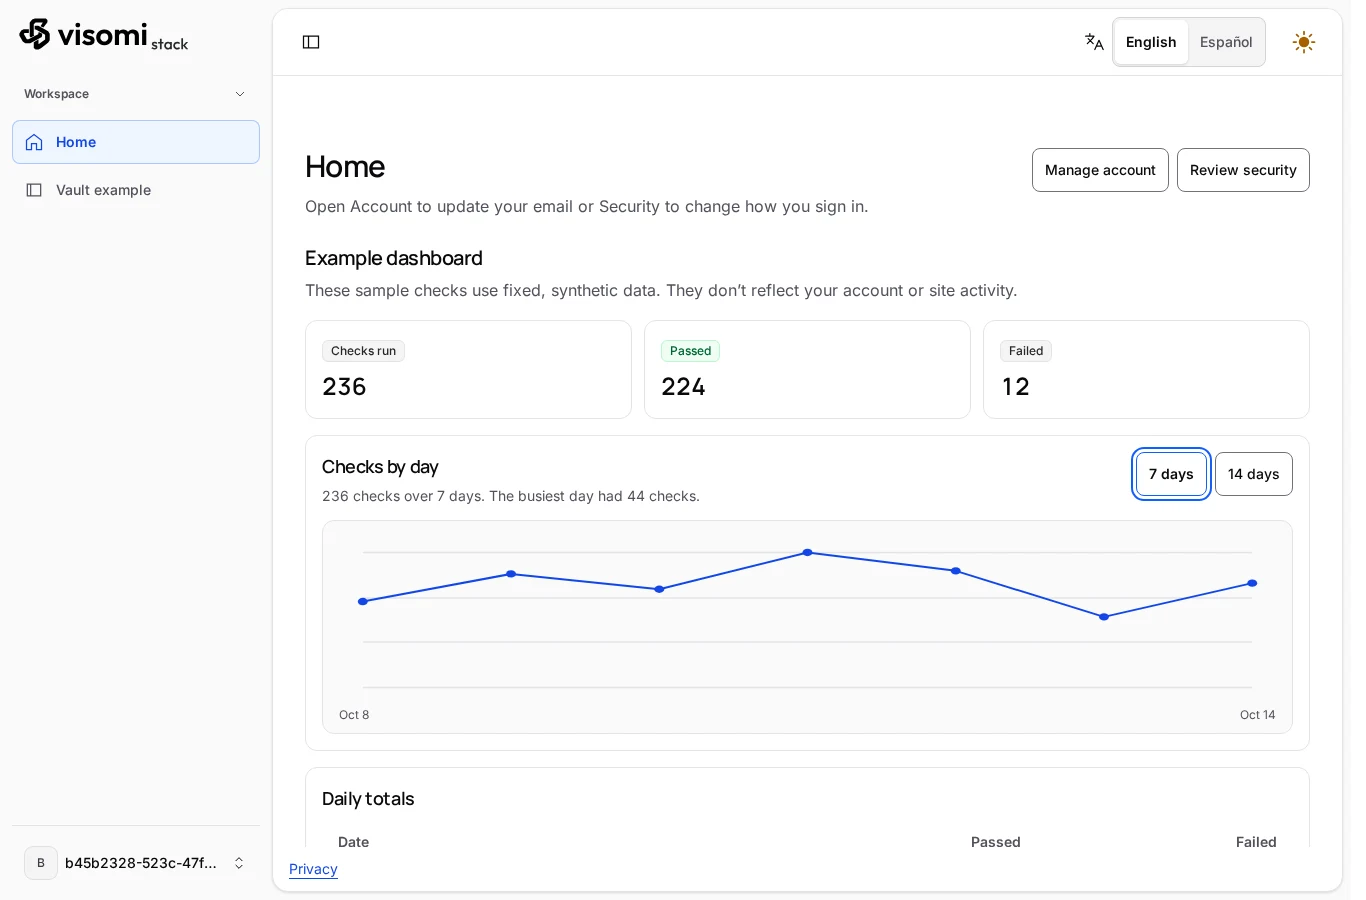 visomi stack
Workspace
Home
Vault example
b45b2328-523c-47f...
B
English
Español
Home
Manage account
Review security
Open Account to update your email or Security to change how you sign in.
Example dashboard
These sample checks use fixed, synthetic data. They don’t reflect your account or site activity.
Checks run
236
Passed
224
Failed
12
Checks by day
236 checks over 7 days. The busiest day had 44 checks.
7 days
14 days
Oct 8
Oct 14
Daily totals
Date
Passed
Failed
Privacy